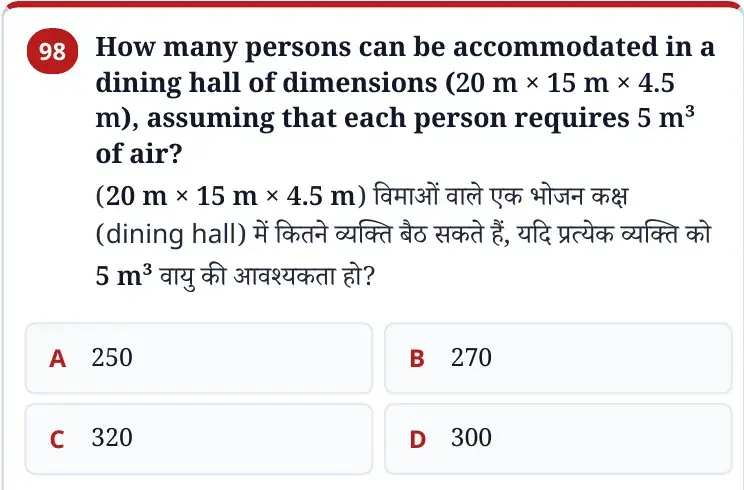 98 How many persons can be accommodated in a
dining hall of dimensions (20 m × 15 m × 4.5
m), assuming that each person requires 5 m³
of air?
(20 m × 15 m × 4.5 m) विमाओं वाले एक भोजन कक्ष
(dining hall) में कितने व्यक्ति बैठ सकते हैं, यदि प्रत्येक व्यक्ति को
5 m³ वायु की आवश्यकता हो?
A 250
B 270
C 320
D 300